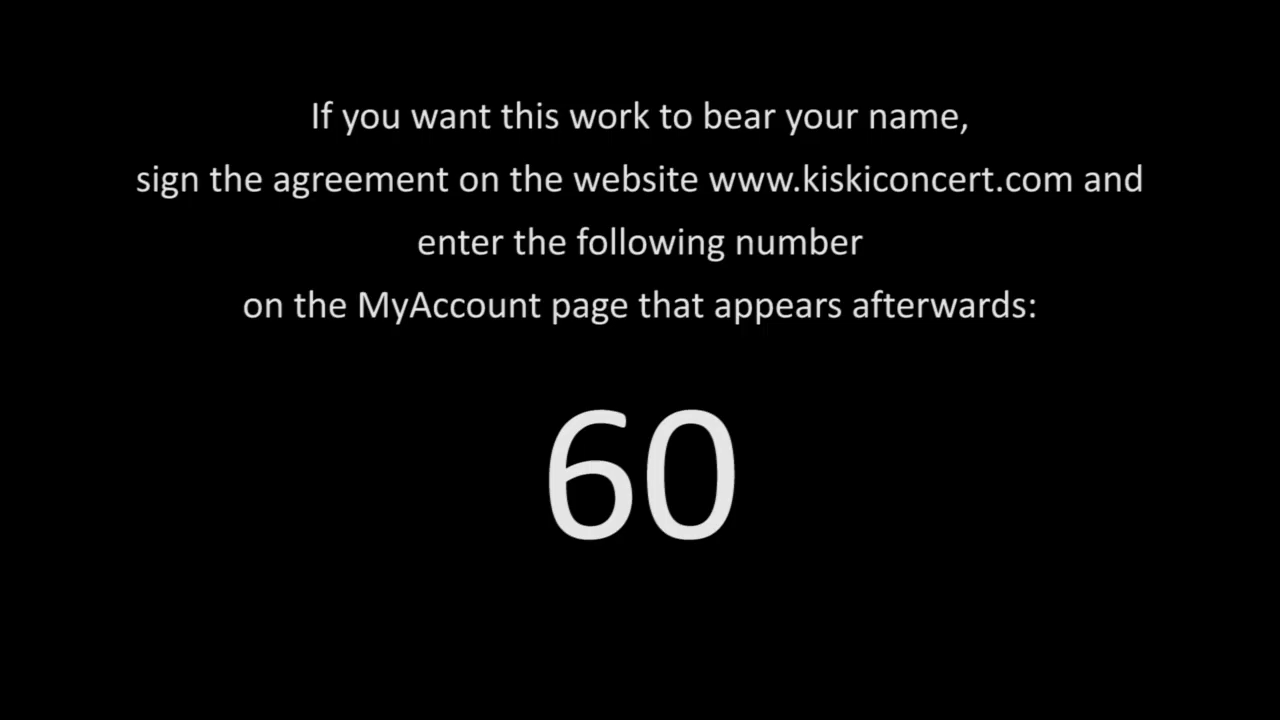 If you want this work to bear your name,
sign the agreement on the website www.kiskiconcert.com and
enter the following number
on the MyAccount page that appears afterwards:
60